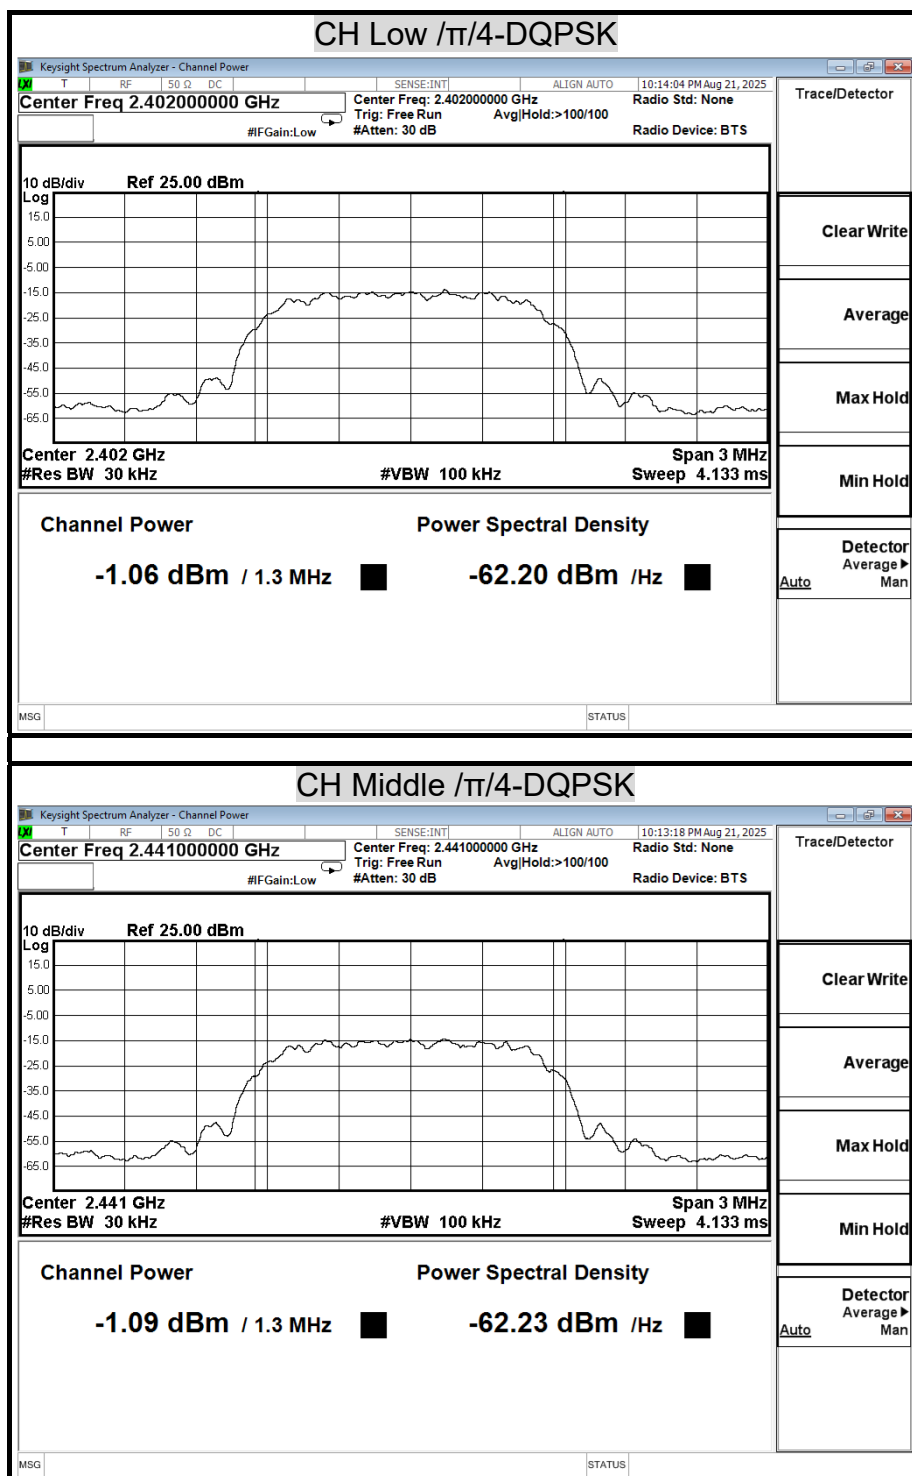 CH Low /π/4-DQPSK
Keysight Spectrum Analyzer - Channel Power
LXI T RF 50 Ω DC SENSE:INT ALIGN AUTO 10:14:04 PM Aug 21, 2025
Center Freq 2.402000000 GHz Center Freq: 2.402000000 GHz Radio Std: None Trace/Detector
Trig: Free Run Avg|Hold:>100/100
#IFGain:Low #Atten: 30 dB Radio Device: BTS
10 dB/div Ref 25.00 dBm
Log
15.0
5.00
-5.00
-15.0
-25.0
-35.0
-45.0
-55.0
-65.0
Clear Write
Average
Max Hold
Min Hold
Center 2.402 GHz Span 3 MHz
#Res BW 30 kHz #VBW 100 kHz Sweep 4.133 ms
Channel Power Power Spectral Density
-1.06 dBm / 1.3 MHz -62.20 dBm /Hz
Detector
Average
Auto Man
MSG STATUS
CH Middle /π/4-DQPSK
Keysight Spectrum Analyzer - Channel Power
LXI T RF 50 Ω DC SENSE:INT ALIGN AUTO 10:13:18 PM Aug 21, 2025
Center Freq 2.441000000 GHz Center Freq: 2.441000000 GHz Radio Std: None Trace/Detector
Trig: Free Run Avg|Hold:>100/100
#IFGain:Low #Atten: 30 dB Radio Device: BTS
10 dB/div Ref 25.00 dBm
Log
15.0
5.00
-5.00
-15.0
-25.0
-35.0
-45.0
-55.0
-65.0
Clear Write
Average
Max Hold
Min Hold
Center 2.441 GHz Span 3 MHz
#Res BW 30 kHz #VBW 100 kHz Sweep 4.133 ms
Channel Power Power Spectral Density
-1.09 dBm / 1.3 MHz -62.23 dBm /Hz
Detector
Average
Auto Man
MSG STATUS